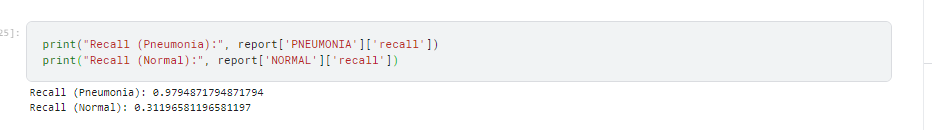 25]:
print("Recall (Pneumonia):", report['PNEUMONIA']['recall'])
print("Recall (Normal):", report['NORMAL']['recall'])
Recall (Pneumonia): 0.9794871794871794
Recall (Normal): 0.31196581196581197